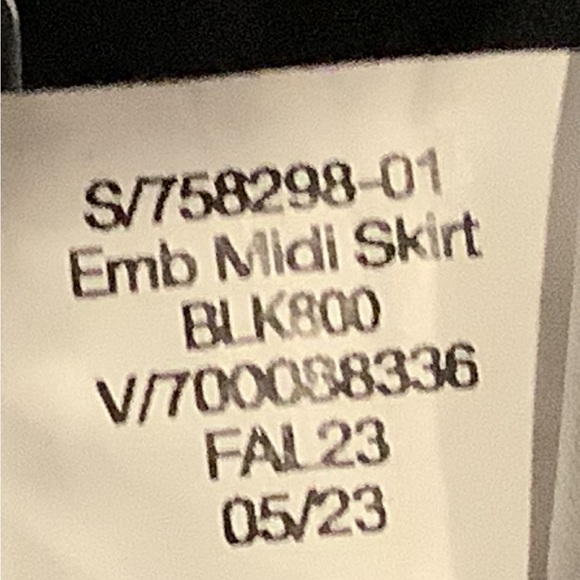 S/758298-01
Emb Midi Skirt
BLK800
V/700088336
FAL23
05/23